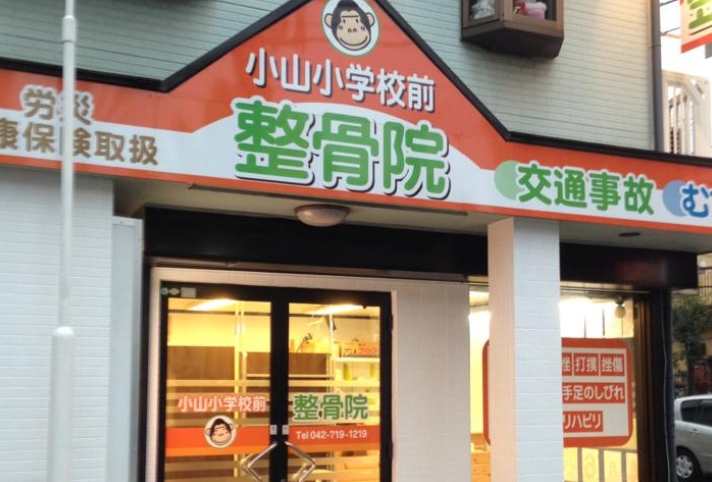 小山小学校前
整骨院
労災
康保険取扱
交通事故
む
小山小学校前
整骨院
Tel 042-719-1219
挫 打撲 挫傷
手足のしびれ
リハビリ